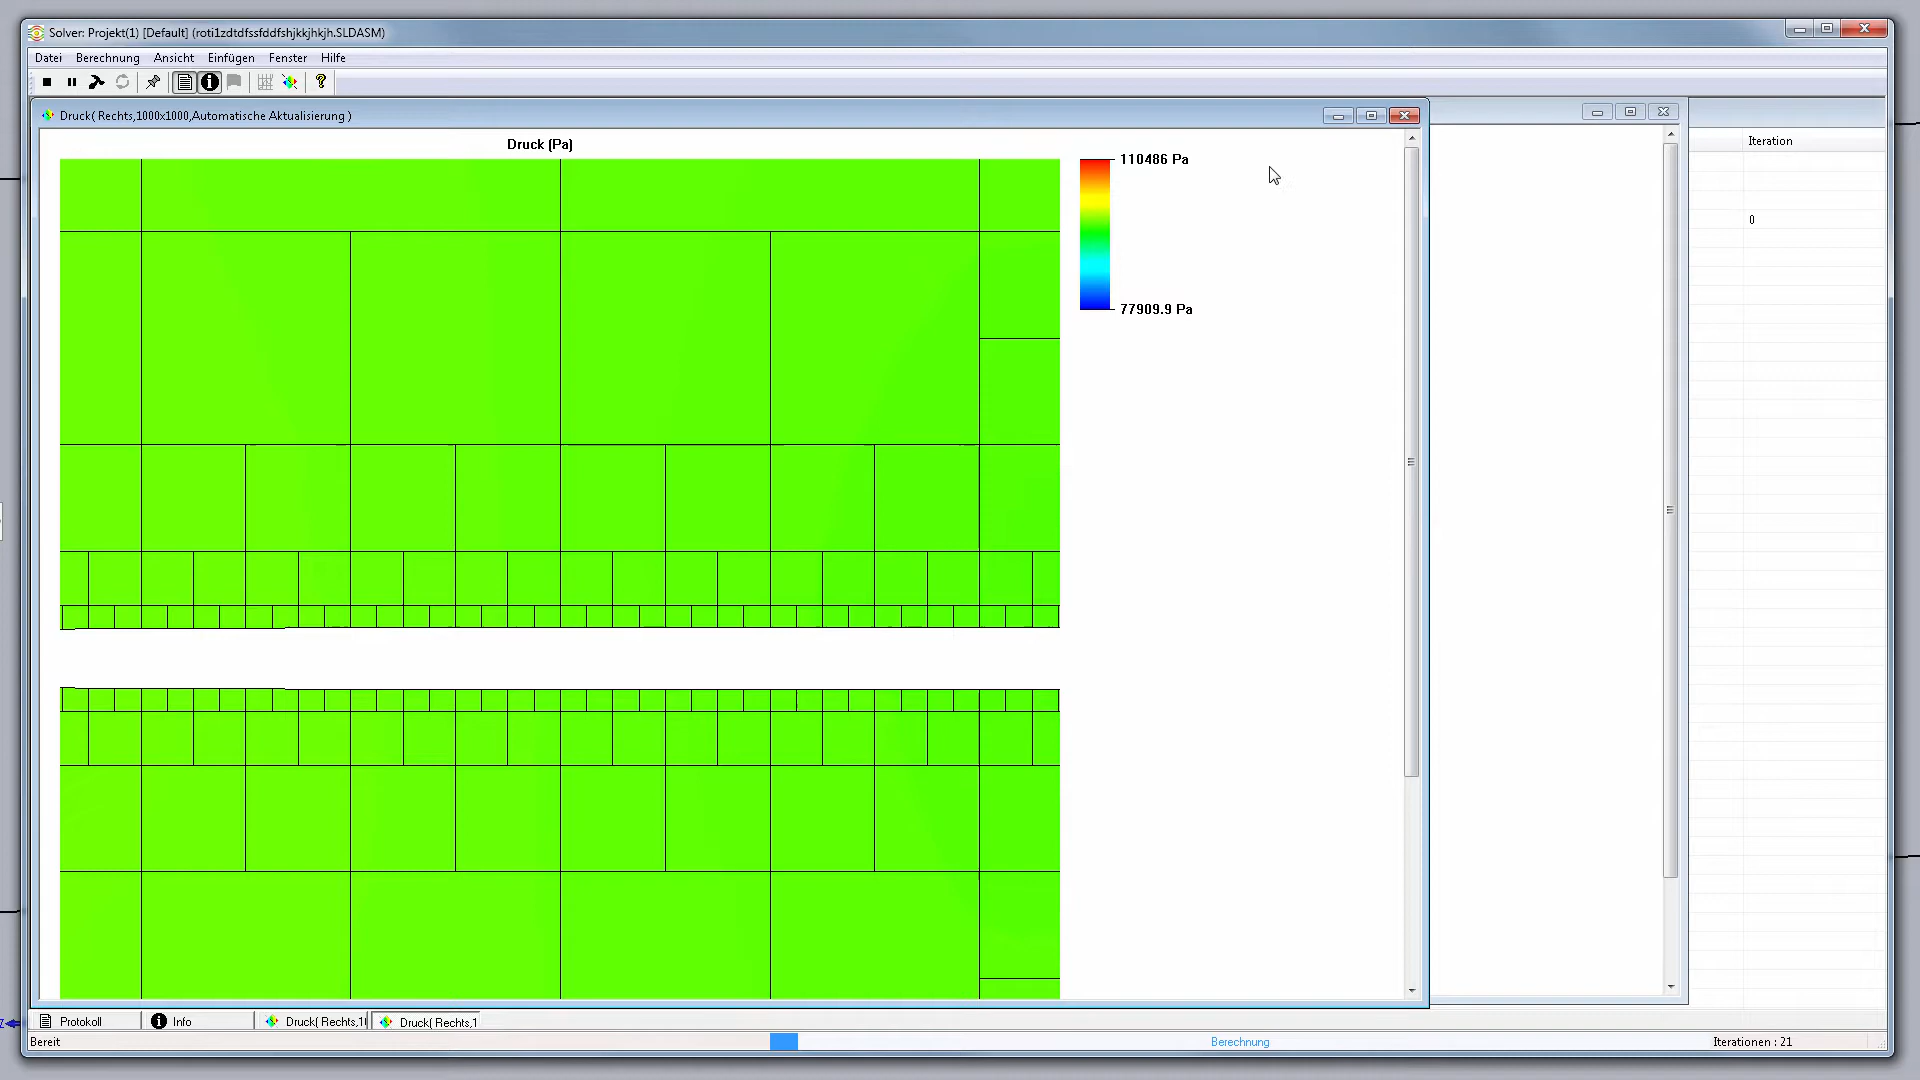 Solver: Projekt(1) [Default] (roti1zdtdfssfddfshjkkjhkjh.SLDASM)
Datei Berechnung Ansicht Einfügen Fenster Hilfe
Druck( Rechts,1000x1000,Automatische Aktualisierung )
Iteration
0
Druck (Pa)
110486 Pa
77909.9 Pa
Protokoll Info Druck( Rechts,1 Druck( Rechts,1
Bereit Berechnung Iterationen : 21